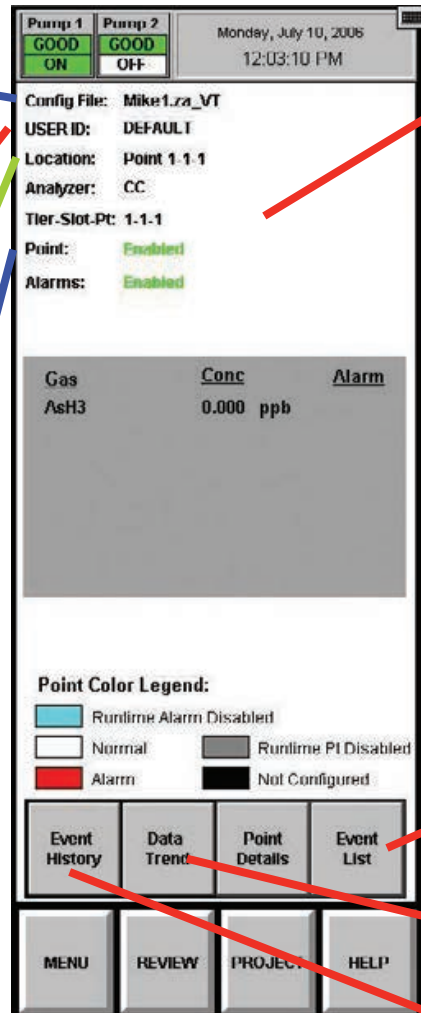 Pump 1 Pump 2
GOOD GOOD
ON OFF
Monday, July 10, 2006
12:03:10 PM
Config File: Mike1.za_VT
USER ID: DEFAULT
Location: Point 1-1-1
Analyzer: CC
Tier-Slot-Pt: 1-1-1
Point: Enabled
Alarms: Enabled
Gas Conc Alarm
AsH3 0.000 ppb
Point Color Legend:
Runtime Alarm Disabled
Normal Runtime Pt Disabled
Alarm Not Configured
Event History
Data Trend
Point Details
Event List
MENU REVIEW PROJECT HELP